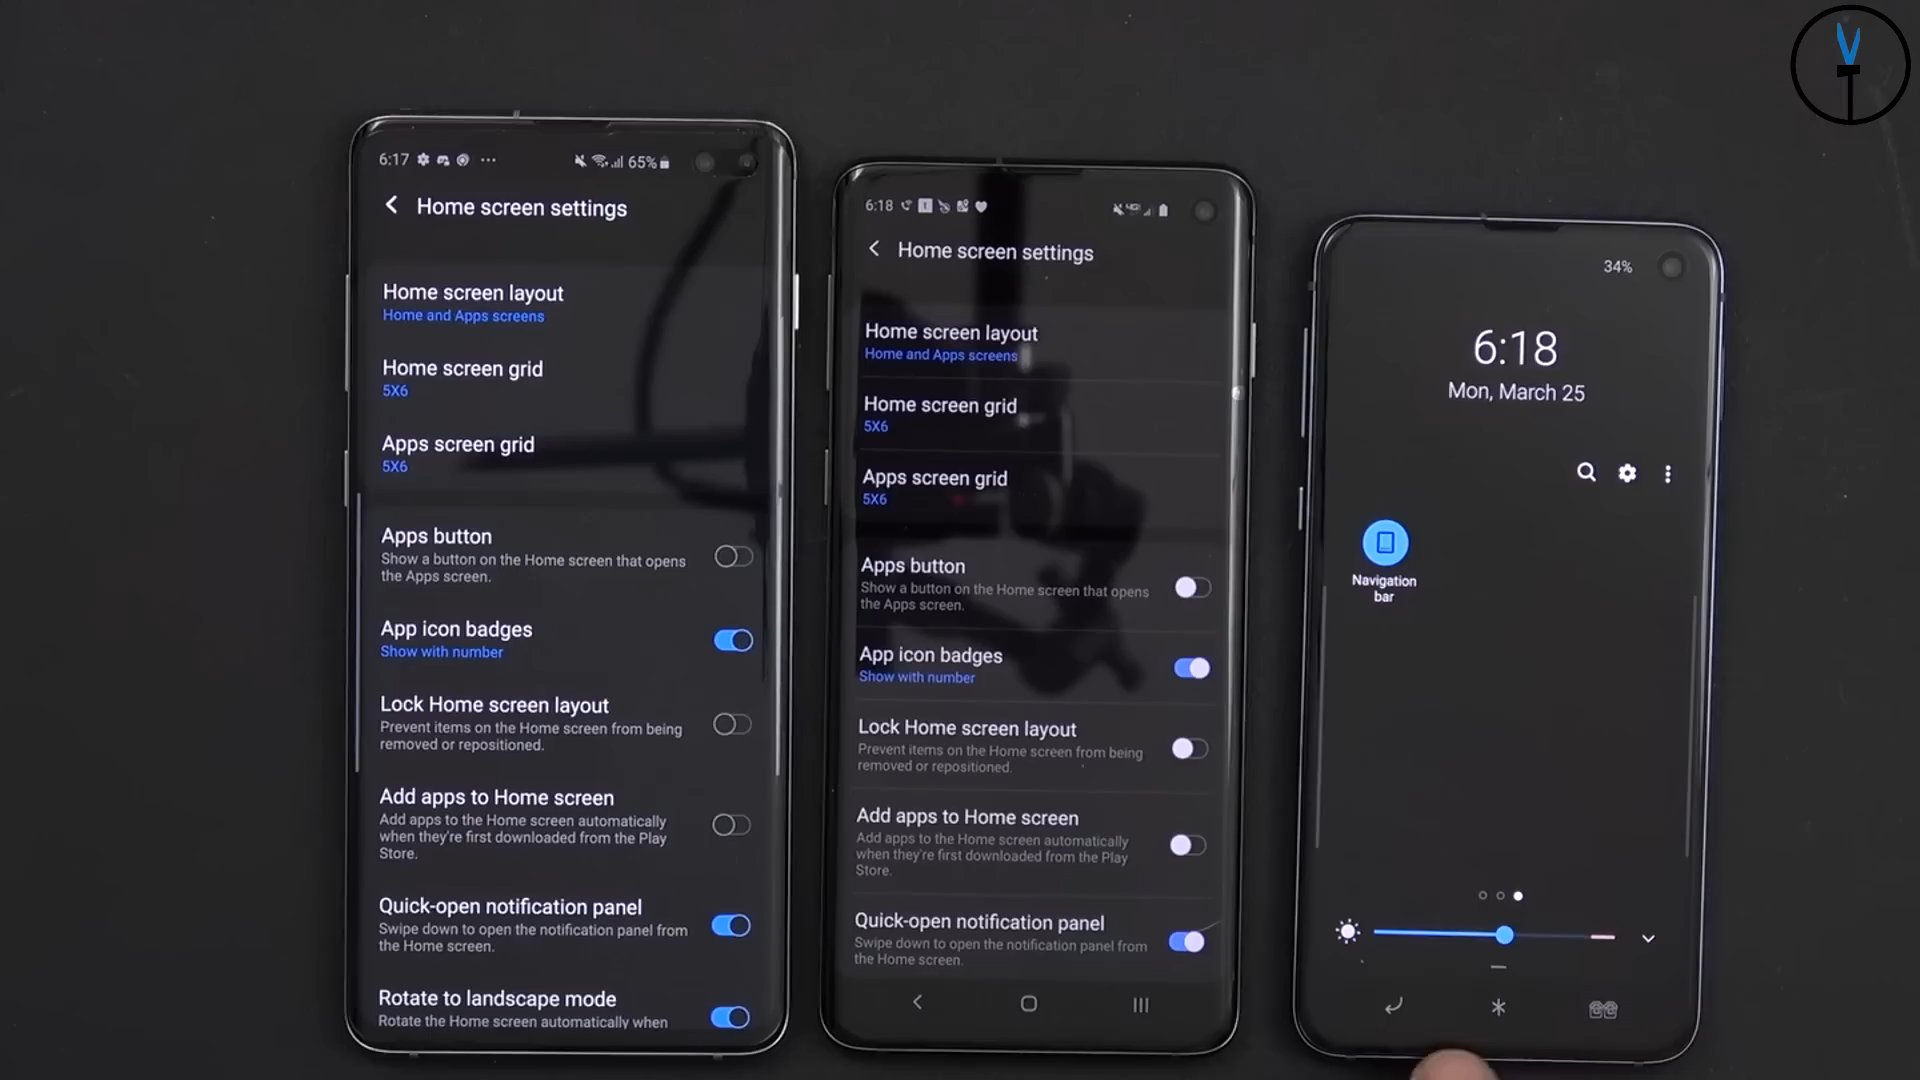 6:17
65%
Home screen settings
Home screen layout
Home and Apps screens
Home screen grid
5X6
Apps screen grid
5X6
Apps button
Show a button on the Home screen that opens
the Apps screen.
App icon badges
Show with number
Lock Home screen layout
Prevent items on the Home screen from being
removed or repositioned.
Add apps to Home screen
Add apps to the Home screen automatically
when they're first downloaded from the Play
Store.
Quick-open notification panel
Swipe down to open the notification panel from
the Home screen.
Rotate to landscape mode
Rotate the Home screen automatically when
6:18
Home screen settings
Home screen layout
Home and Apps screens
Home screen grid
5X6
Apps screen grid
5X6
Apps button
Show a button on the Home screen that opens
the Apps screen.
App icon badges
Show with number
Lock Home screen layout
Prevent items on the Home screen from being
removed or repositioned.
Add apps to Home screen
Add apps to the Home screen automatically
when they're first downloaded from the Play
Store.
Quick-open notification panel
Swipe down to open the notification panel from
the Home screen.
34%
6:18
Mon, March 25
Navigation
bar